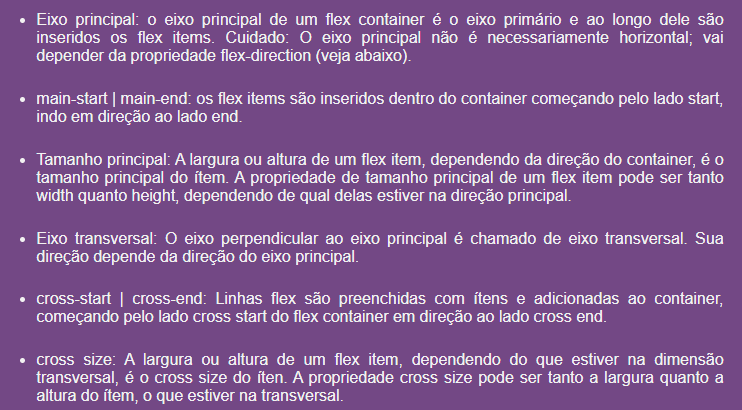 • Eixo principal: o eixo principal de um flex container é o eixo primário e ao longo dele são
inseridos os flex items. Cuidado: O eixo principal não é necessariamente horizontal; vai
depender da propriedade flex-direction (veja abaixo).
• main-start | main-end: os flex items são inseridos dentro do container começando pelo lado start,
indo em direção ao lado end.
• Tamanho principal: A largura ou altura de um flex item, dependendo da direção do container, é o
tamanho principal do ítem. A propriedade de tamanho principal de um flex item pode ser tanto
width quanto height, dependendo de qual delas estiver na direção principal.
• Eixo transversal: O eixo perpendicular ao eixo principal é chamado de eixo transversal. Sua
direção depende da direção do eixo principal.
• cross-start | cross-end: Linhas flex são preenchidas com ítens e adicionadas ao container,
começando pelo lado cross start do flex container em direção ao lado cross end.
• cross size: A largura ou altura de um flex item, dependendo do que estiver na dimensão
transversal, é o cross size do íten. A propriedade cross size pode ser tanto a largura quanto a
altura do ítem, o que estiver na transversal.